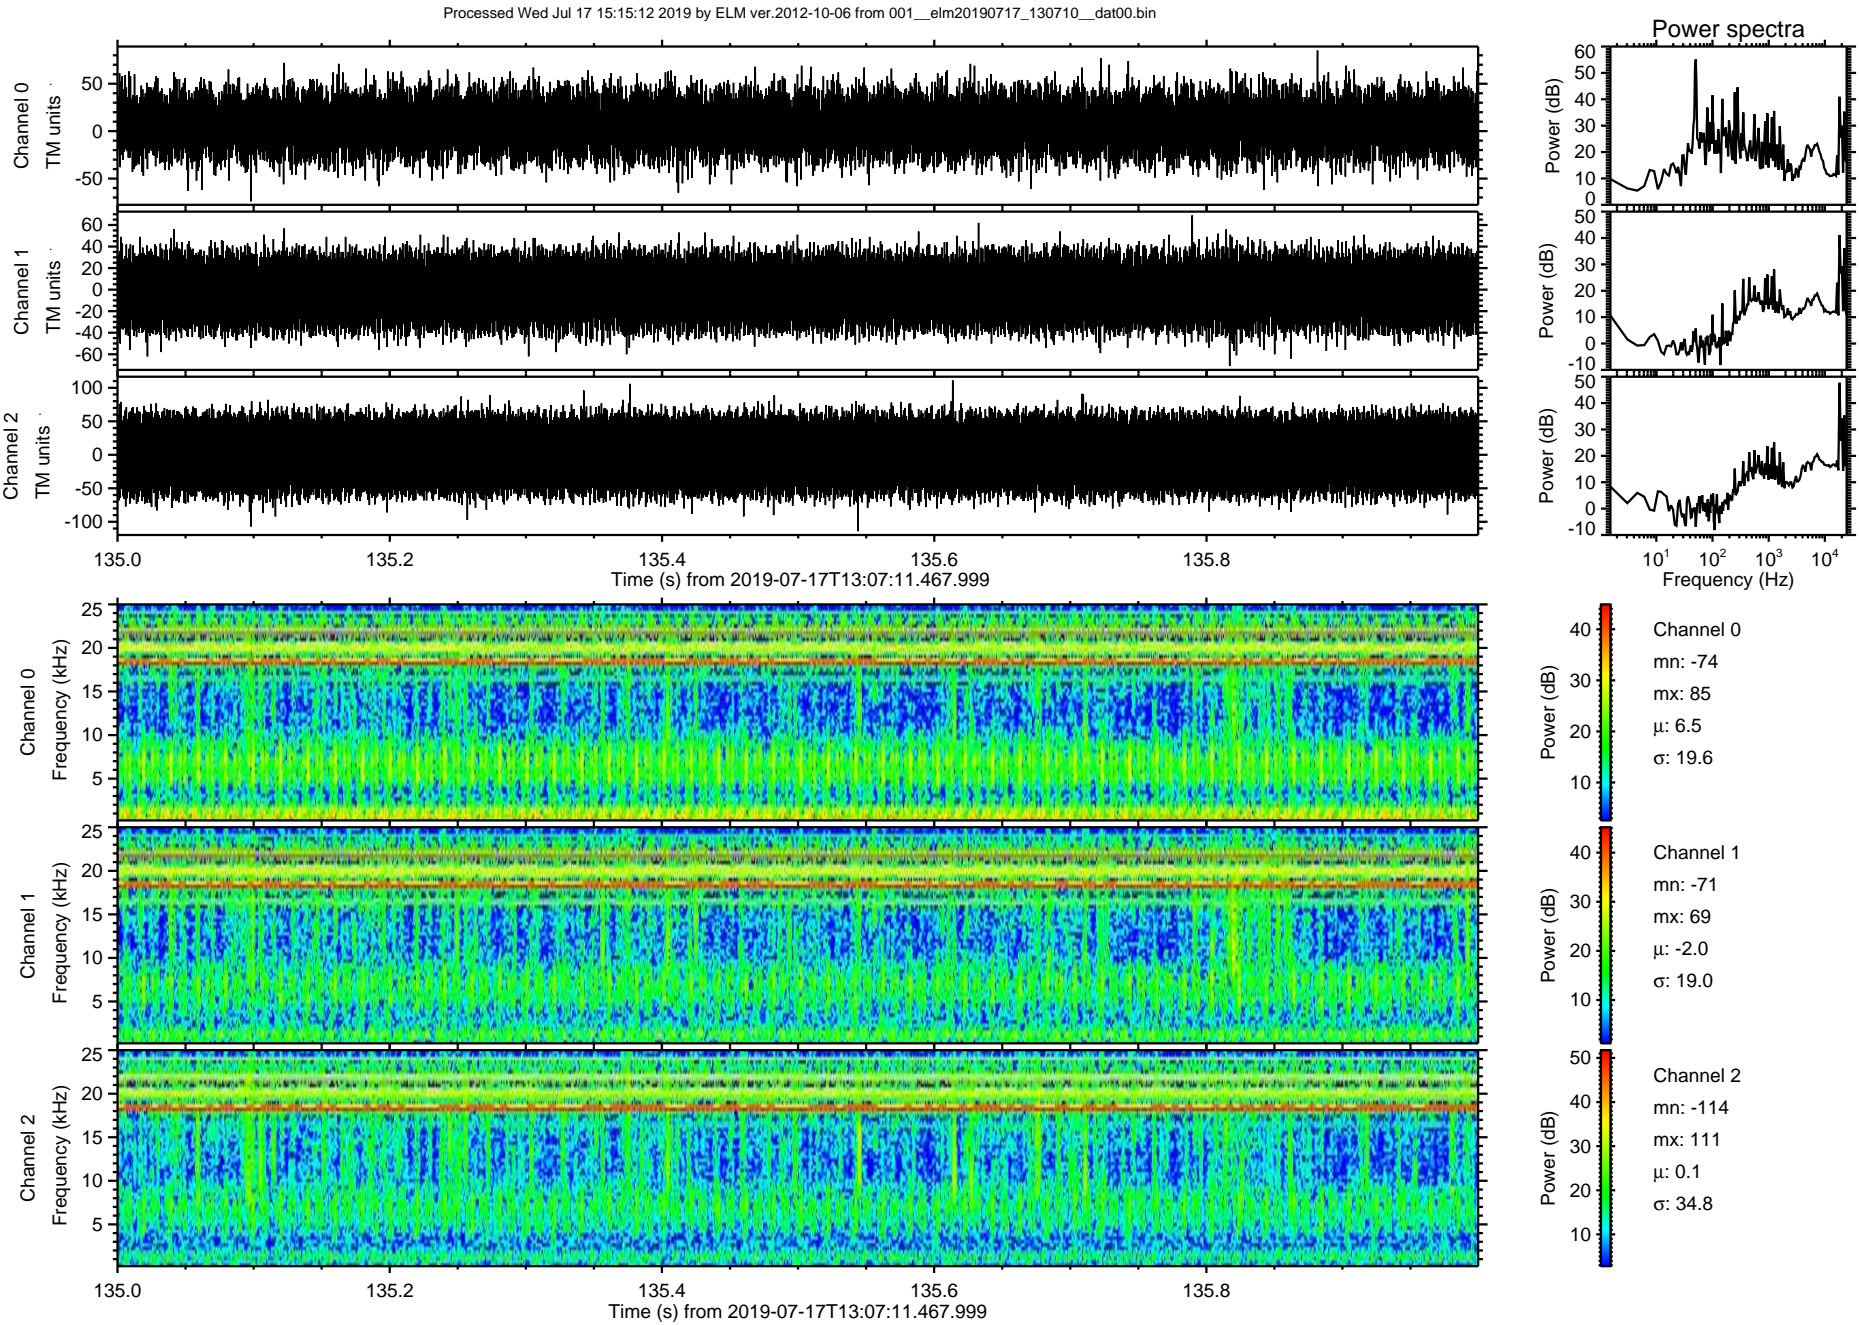 Processed Wed Jul 17 15:15:12 2019 by ELM ver.2012-10-06 from 001__elm20190717_130710__dat00.bin
Power spectra
Channel 0
TM units
50
0
-50
Power (dB)
60
50
40
30
20
10
0
Channel 1
TM units
60
40
20
0
-20
-40
-60
Power (dB)
50
40
30
20
10
0
-10
Channel 2
TM units
100
50
0
-50
-100
Power (dB)
50
40
30
20
10
0
-10
135.0 135.2 135.4 135.6 135.8
Time (s) from 2019-07-17T13:07:11.467.999
10^1 10^2 10^3 10^4
Frequency (Hz)
Channel 0
Frequency (kHz)
25
20
15
10
5
Power (dB)
40
30
20
10
Channel 0
mn: -74
mx: 85
μ: 6.5
σ: 19.6
Channel 1
Frequency (kHz)
25
20
15
10
5
Power (dB)
40
30
20
10
Channel 1
mn: -71
mx: 69
μ: -2.0
σ: 19.0
Channel 2
Frequency (kHz)
25
20
15
10
5
Power (dB)
50
40
30
20
10
Channel 2
mn: -114
mx: 111
μ: 0.1
σ: 34.8
135.0 135.2 135.4 135.6 135.8
Time (s) from 2019-07-17T13:07:11.467.999